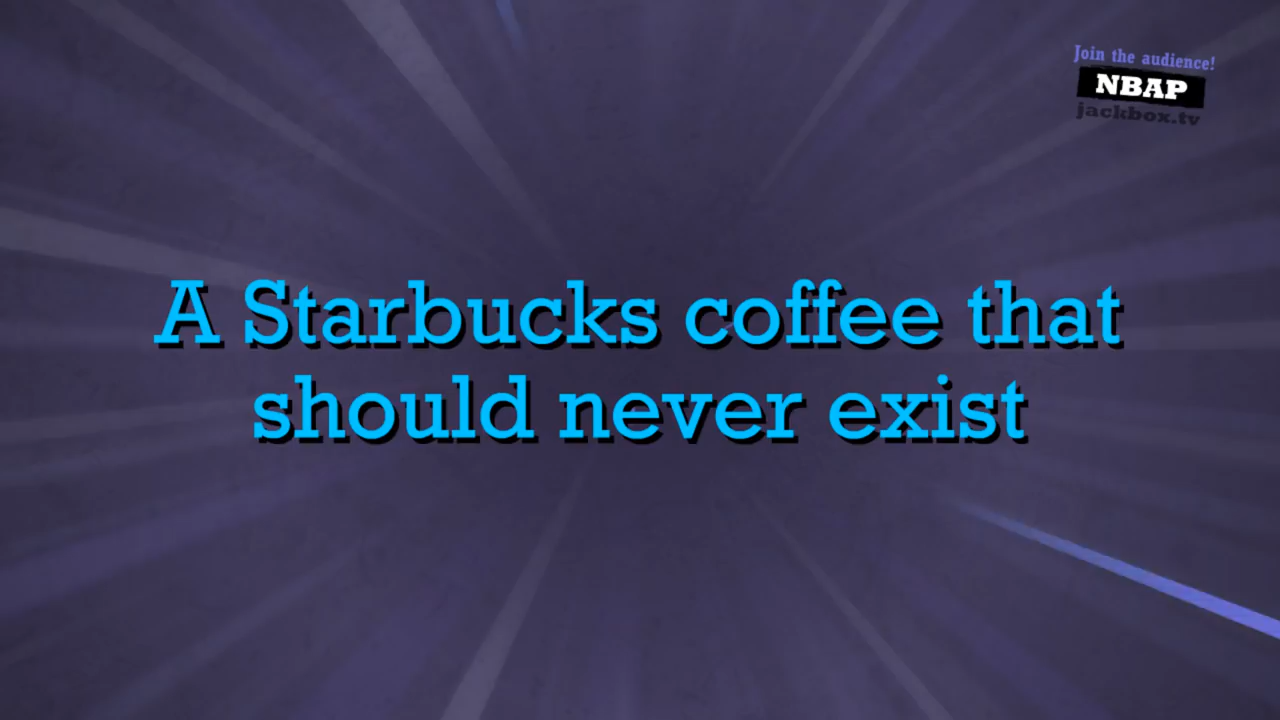 Join the audience!
NBAP
jackbox.tv
A Starbucks coffee that
should never exist